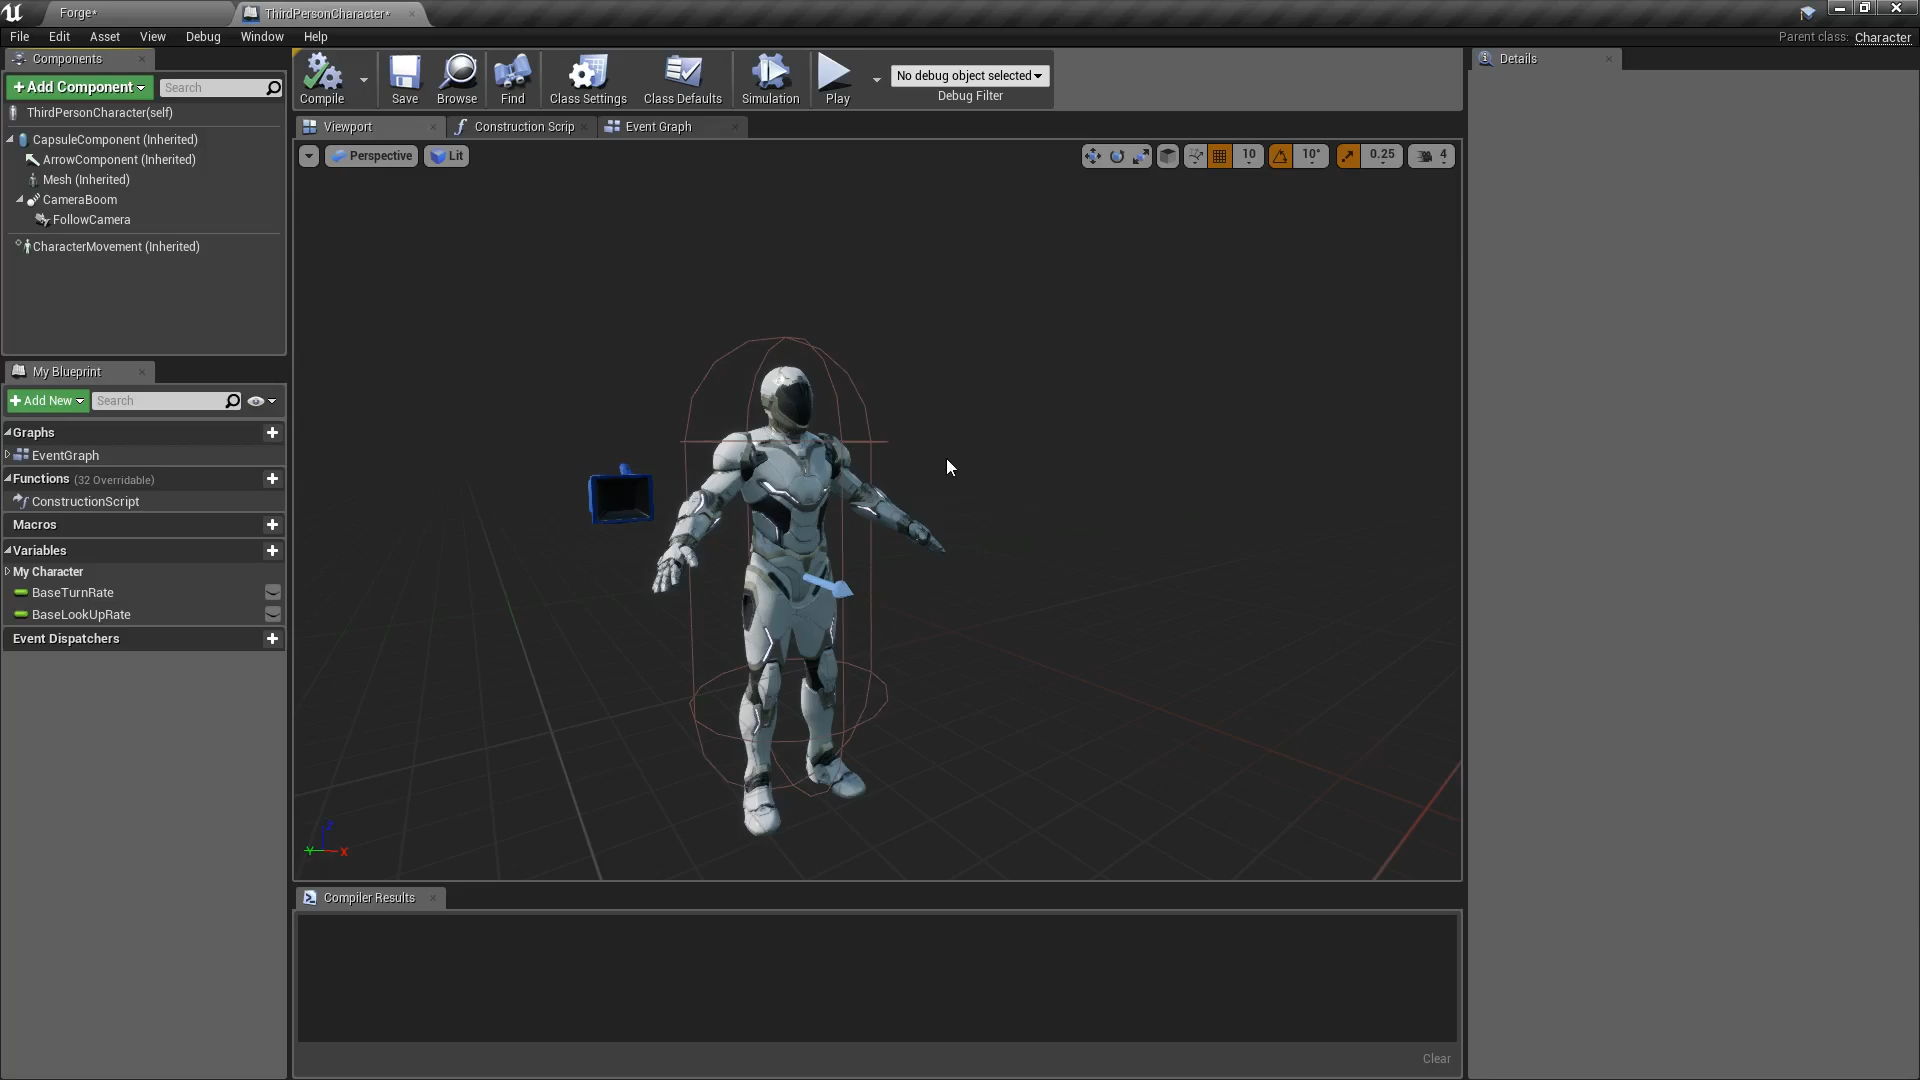 Forge*
ThirdPersonCharacter*
File Edit Asset View Debug Window Help
Parent class: Character
Components
+ Add Component
Search
ThirdPersonCharacter(self)
CapsuleComponent (Inherited)
ArrowComponent (Inherited)
Mesh (Inherited)
CameraBoom
FollowCamera
CharacterMovement (Inherited)
My Blueprint
+ Add New
Search
Graphs
EventGraph
Functions (32 Overridable)
ConstructionScript
Macros
Variables
My Character
BaseTurnRate
BaseLookUpRate
Event Dispatchers
Compile
Save
Browse
Find
Class Settings
Class Defaults
Simulation
Play
No debug object selected
Debug Filter
Viewport
Construction Scrip
Event Graph
Perspective
Lit
10
10°
0.25
4
Z
Y
X
Compiler Results
Clear
Details